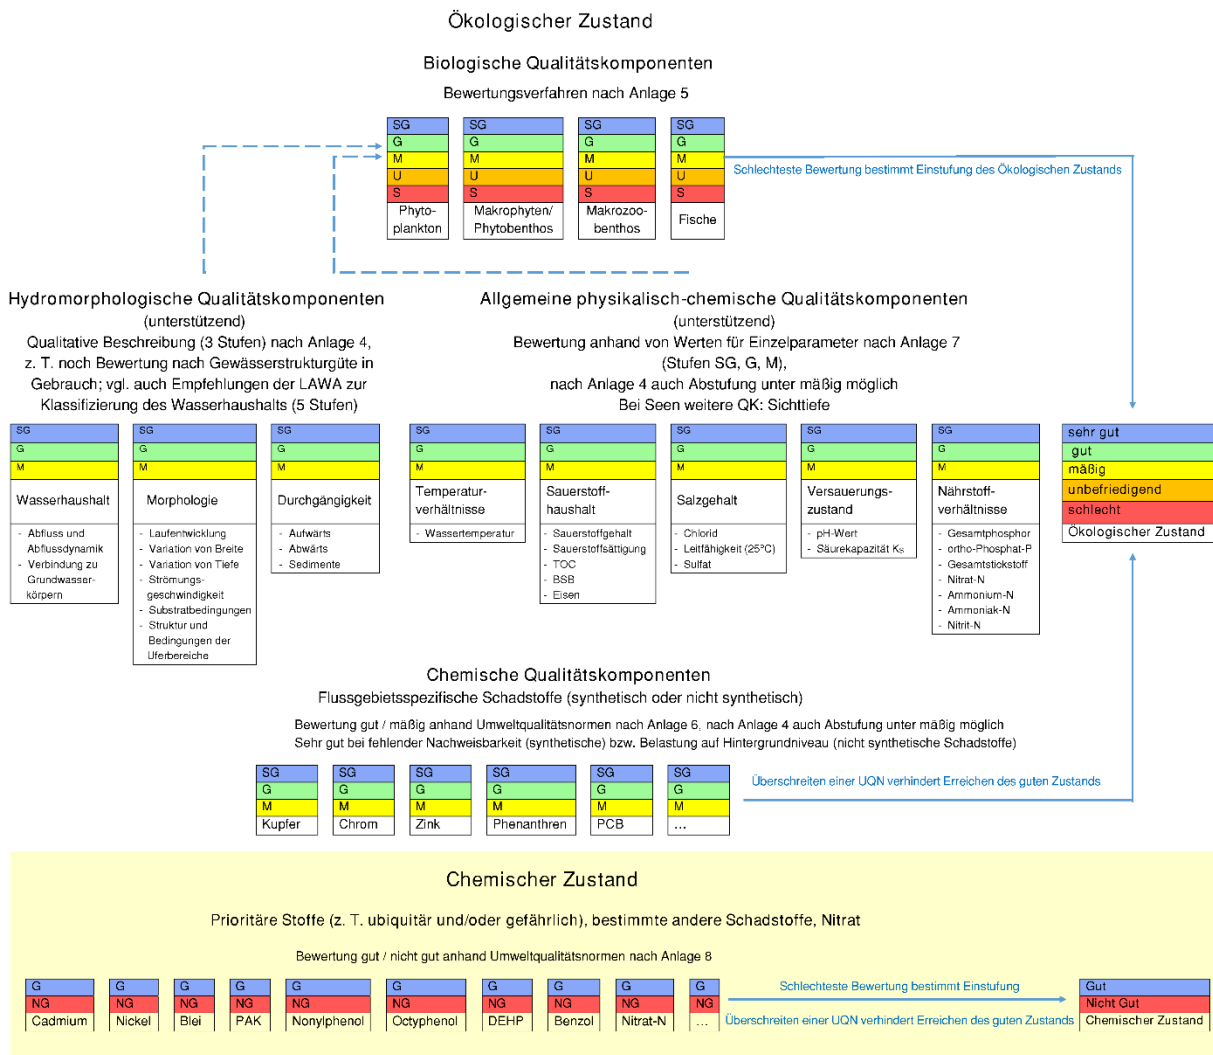 Ökologischer Zustand
Biologische Qualitätskomponenten
Bewertungsverfahren nach Anlage 5
SG
G
M
U
S
Phyto-
plankton
SG
G
M
U
S
Makrophyten/
Phytobenthos
SG
G
M
U
S
Makrozoo-
benthos
SG
G
M
U
S
Fische
Schlechteste Bewertung bestimmt Einstufung des Ökologischen Zustands
Hydromorphologische Qualitätskomponenten
(unterstützend)
Qualitative Beschreibung (3 Stufen) nach Anlage 4,
z. T. noch Bewertung nach Gewässerstrukturgüte in
Gebrauch; vgl. auch Empfehlungen der LAWA zur
Klassifizierung des Wasserhaushalts (5 Stufen)
SG
G
M
Wasserhaushalt
- Abfluss und
Abflussdynamik
- Verbindung zu
Grundwasser-
körpern
SG
G
M
Morphologie
- Laufentwicklung
- Variation von Breite
- Variation von Tiefe
- Strömungs-
geschwindigkeit
- Substratbedingungen
- Struktur und
Bedingungen der
Uferbereiche
SG
G
M
Durchgängigkeit
- Aufwärts
- Abwärts
- Sedimente
Allgemeine physikalisch-chemische Qualitätskomponenten
(unterstützend)
Bewertung anhand von Werten für Einzelparameter nach Anlage 7
(Stufen SG, G, M),
nach Anlage 4 auch Abstufung unter mäßig möglich
Bei Seen weitere QK: Sichttiefe
SG
G
M
Temperatur-
verhältnisse
- Wassertemperatur
SG
G
M
Sauerstoff-
haushalt
- Sauerstoffgehalt
- Sauerstoffsättigung
- TOC
- BSB
- Eisen
SG
G
M
Salzgehalt
- Chlorid
- Leitfähigkeit (25°C)
- Sulfat
SG
G
M
Versauerungs-
zustand
- pH-Wert
- Säurekapazität KS
SG
G
M
Nährstoff-
verhältnisse
- Gesamtphosphor
- ortho-Phosphat-P
- Gesamtstickstoff
- Nitrat-N
- Ammonium-N
- Ammoniak-N
- Nitrit-N
sehr gut
gut
mäßig
unbefriedigend
schlecht
Ökologischer Zustand
Chemische Qualitätskomponenten
Flussgebietsspezifische Schadstoffe (synthetisch oder nicht synthetisch)
Bewertung gut / mäßig anhand Umweltqualitätsnormen nach Anlage 6, nach Anlage 4 auch Abstufung unter mäßig möglich
Sehr gut bei fehlender Nachweisbarkeit (synthetische) bzw. Belastung auf Hintergrundniveau (nicht synthetische Schadstoffe)
SG
G
M
Kupfer
SG
G
M
Chrom
SG
G
M
Zink
SG
G
M
Phenanthren
SG
G
M
PCB
SG
G
M
...
Überschreiten einer UQN verhindert Erreichen des guten Zustands
Chemischer Zustand
Prioritäre Stoffe (z. T. ubiquitär und/oder gefährlich), bestimmte andere Schadstoffe, Nitrat
Bewertung gut / nicht gut anhand Umweltqualitätsnormen nach Anlage 8
G
NG
Cadmium
G
NG
Nickel
G
NG
Blei
G
NG
PAK
G
NG
Nonylphenol
G
NG
Octyphenol
G
NG
DEHP
G
NG
Benzol
G
NG
Nitrat-N
G
NG
...
Schlechteste Bewertung bestimmt Einstufung
Überschreiten einer UQN verhindert Erreichen des guten Zustands
Gut
Nicht Gut
Chemischer Zustand